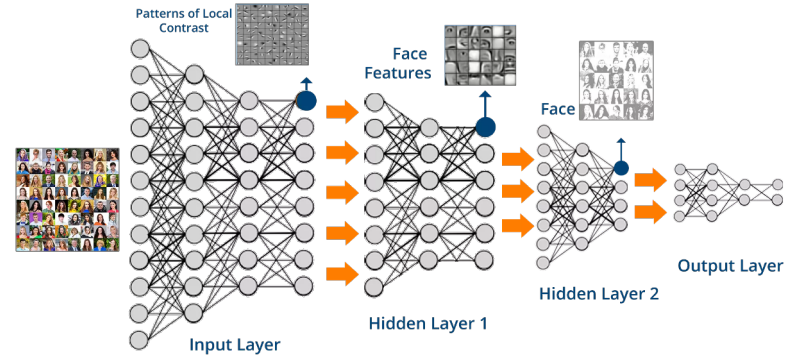 Patterns of Local
Contrast
Face
Features
Face
Input Layer
Hidden Layer 1
Hidden Layer 2
Output Layer